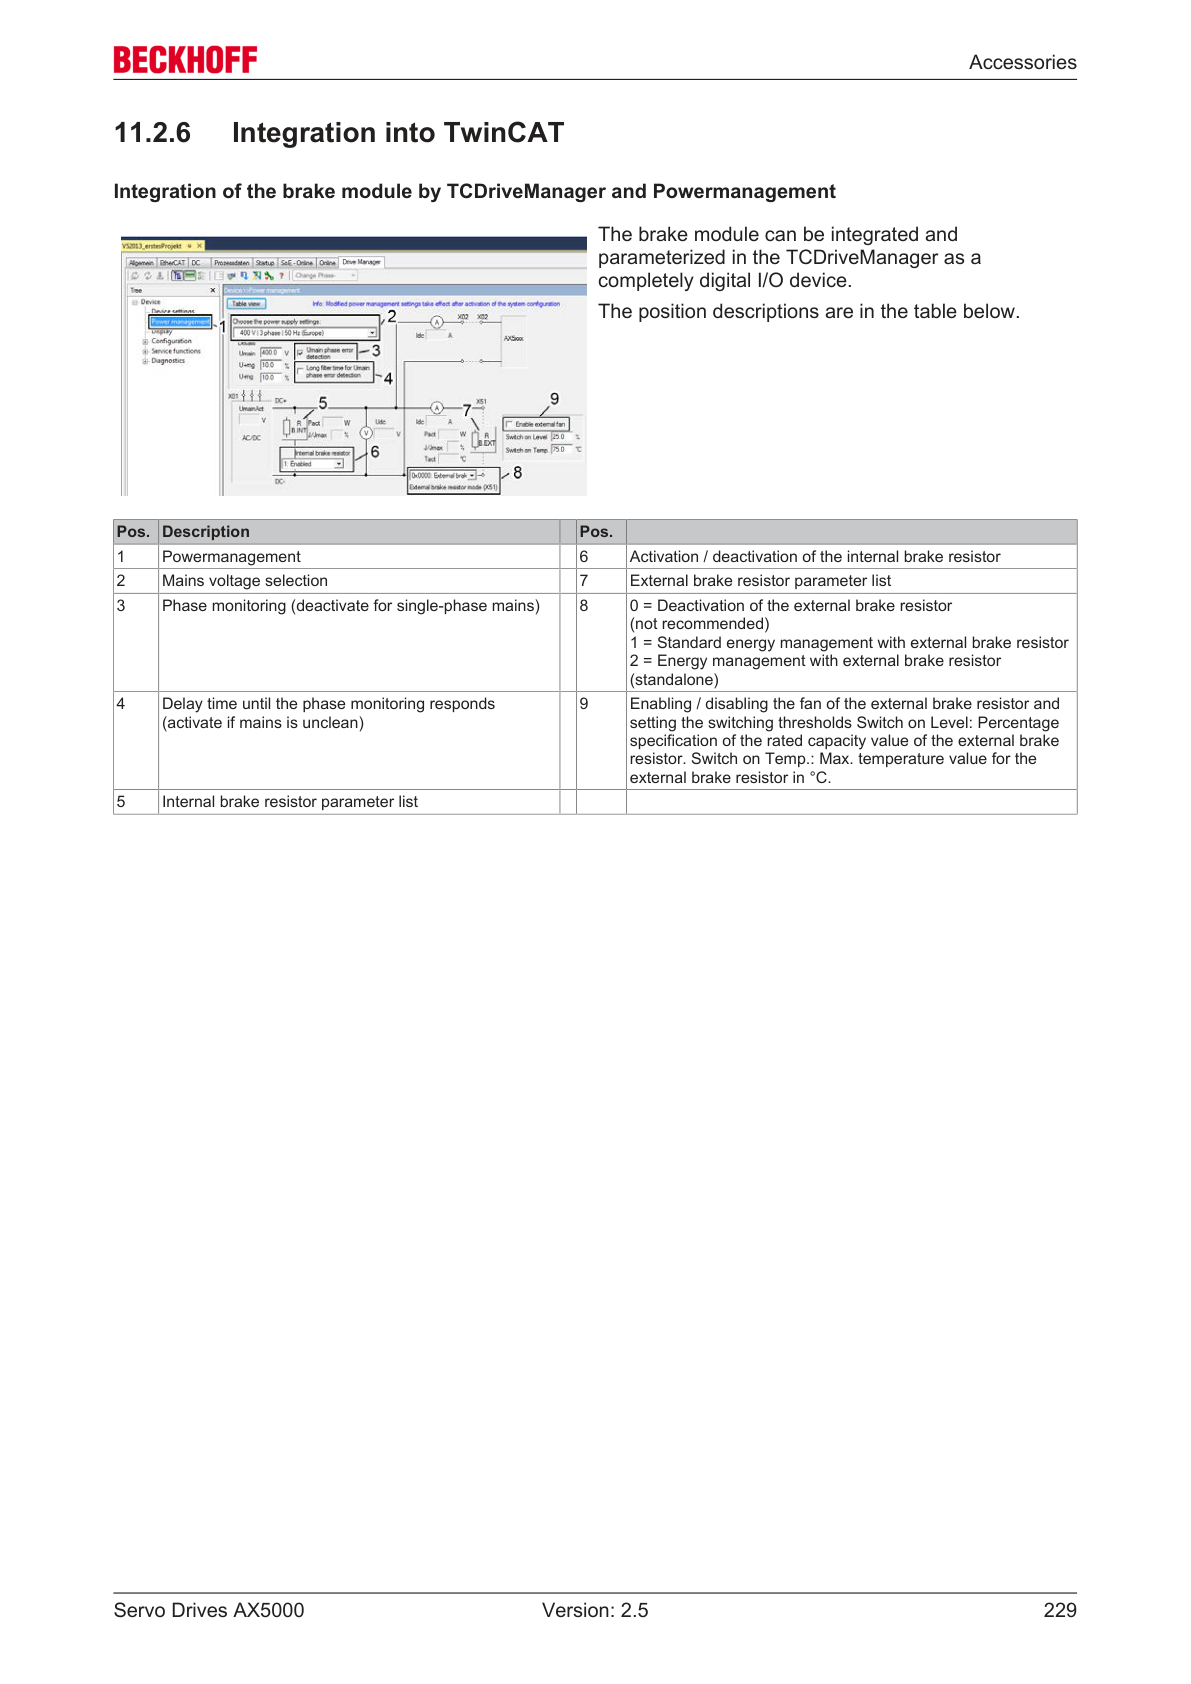 BECKHOFF
Accessories
11.2.6 Integration into TwinCAT
Integration of the brake module by TCDriveManager and Powermanagement
VS2013_erstesProjekt
Allgemein EtherCAT DC Prozessdaten Startup SoE - Online Online Drive Manager
Change Phase-
Tree
Device>>Power management
Device
Table view
Info: Modified power management settings take effect after activation of the system configuration
Device settings
Power management
1
Display
Configuration
Service functions
Diagnostics
Choose the power supply settings:
2
400 V | 3 phase | 50 Hz (Europe)
Umain 400.0 V
Umain phase error detection
3
U+rng 10.0 %
U-rng 10.0 %
Long filter time for Umain phase error detection
4
A
X02 X02
Idc A
AX5xxx
X01
DC+
5
UmainAct
V
AC/DC
R B.INT
Pact W
I/Imax %
Udc
V
V
Internal brake resistor
1: Enabled
6
DC-
A
X51
7
Idc A
Pact W
I/Imax %
Tact °C
R B.EXT
9
Enable external fan
Switch on Level 25.0 %
Switch on Temp. 75.0 °C
0x0000: External brak
External brake resistor mode (X51)
8
The brake module can be integrated and
parameterized in the TCDriveManager as a
completely digital I/O device.
The position descriptions are in the table below.
Pos. Description Pos.
1 Powermanagement 6 Activation / deactivation of the internal brake resistor
2 Mains voltage selection 7 External brake resistor parameter list
3 Phase monitoring (deactivate for single-phase mains) 8 0 = Deactivation of the external brake resistor
(not recommended)
1 = Standard energy management with external brake resistor
2 = Energy management with external brake resistor
(standalone)
4 Delay time until the phase monitoring responds
(activate if mains is unclean)
9 Enabling / disabling the fan of the external brake resistor and
setting the switching thresholds Switch on Level: Percentage
specification of the rated capacity value of the external brake
resistor. Switch on Temp.: Max. temperature value for the
external brake resistor in °C.
5 Internal brake resistor parameter list
Servo Drives AX5000 Version: 2.5 229